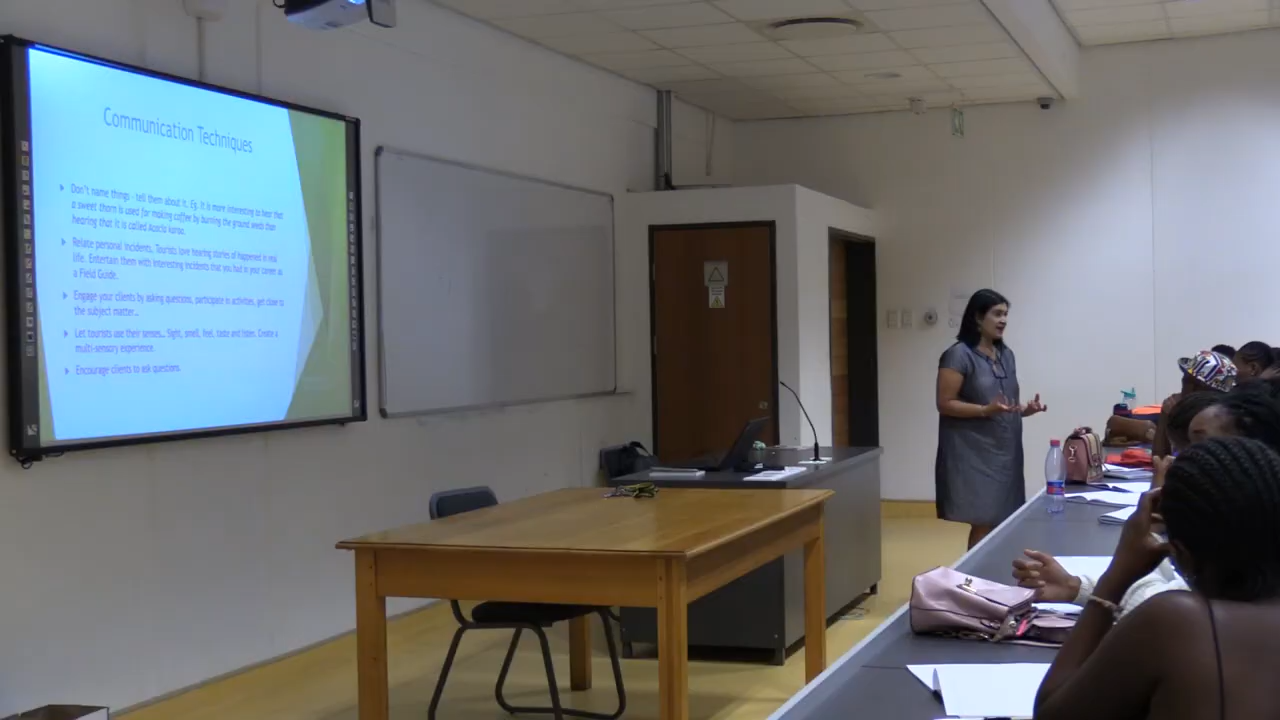 Communication Techniques
Don't name things - tell them about it. Eg. It is more interesting to hear that
a sweet thorn is used for making coffee by burning the ground seeds than
hearing that it is called Acacia karoo.
Relate personal incidents. Tourists love hearing stories of happened in real
life. Entertain them with interesting incidents that you had in your career as
a Field Guide.
Engage your clients by asking questions, participate in activities, get close to
the subject matter...
Let tourists use their senses... Sight, smell, feel, taste and listen. Create a
multi-sensory experience.
Encourage clients to ask questions.